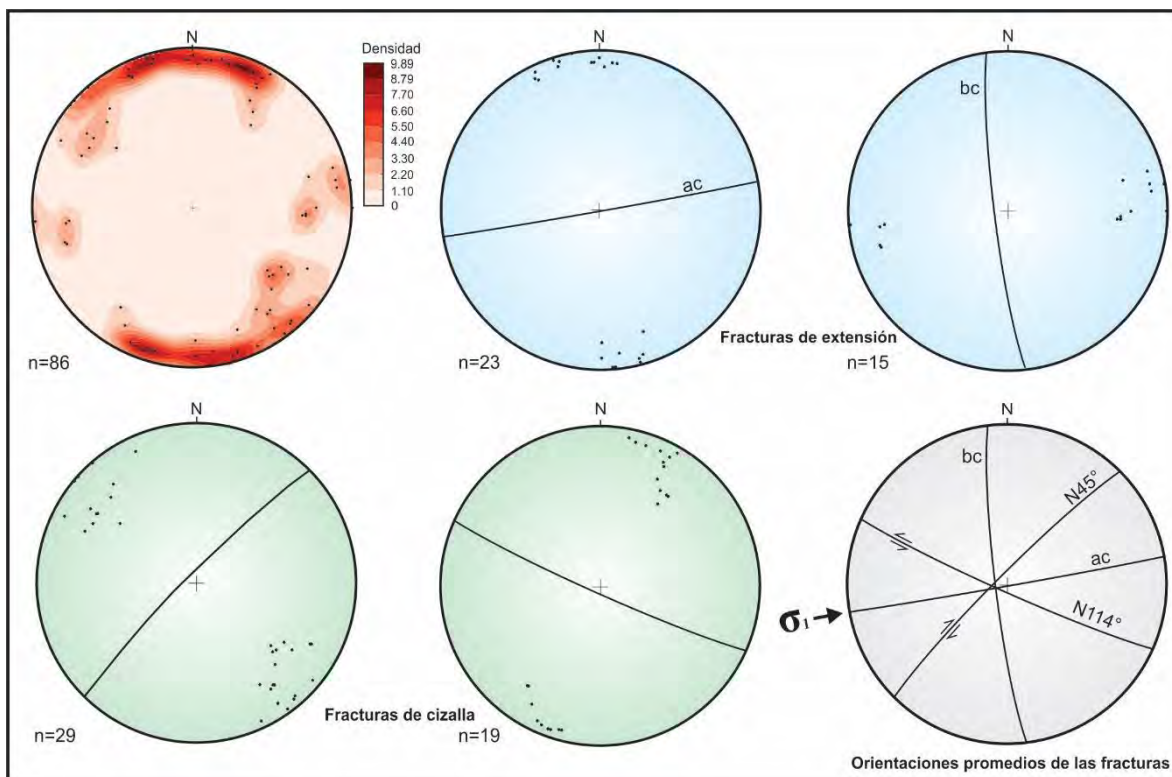 N
Densidad
9.89
8.79
7.70
6.60
5.50
4.40
3.30
2.20
1.10
0
n=86
N
ac
n=23
Fracturas de extensión
N
bc
n=15
N
n=29
Fracturas de cizalla
N
n=19
N
bc
N45°
ac
N114°
σ1
Orientaciones promedios de las fracturas